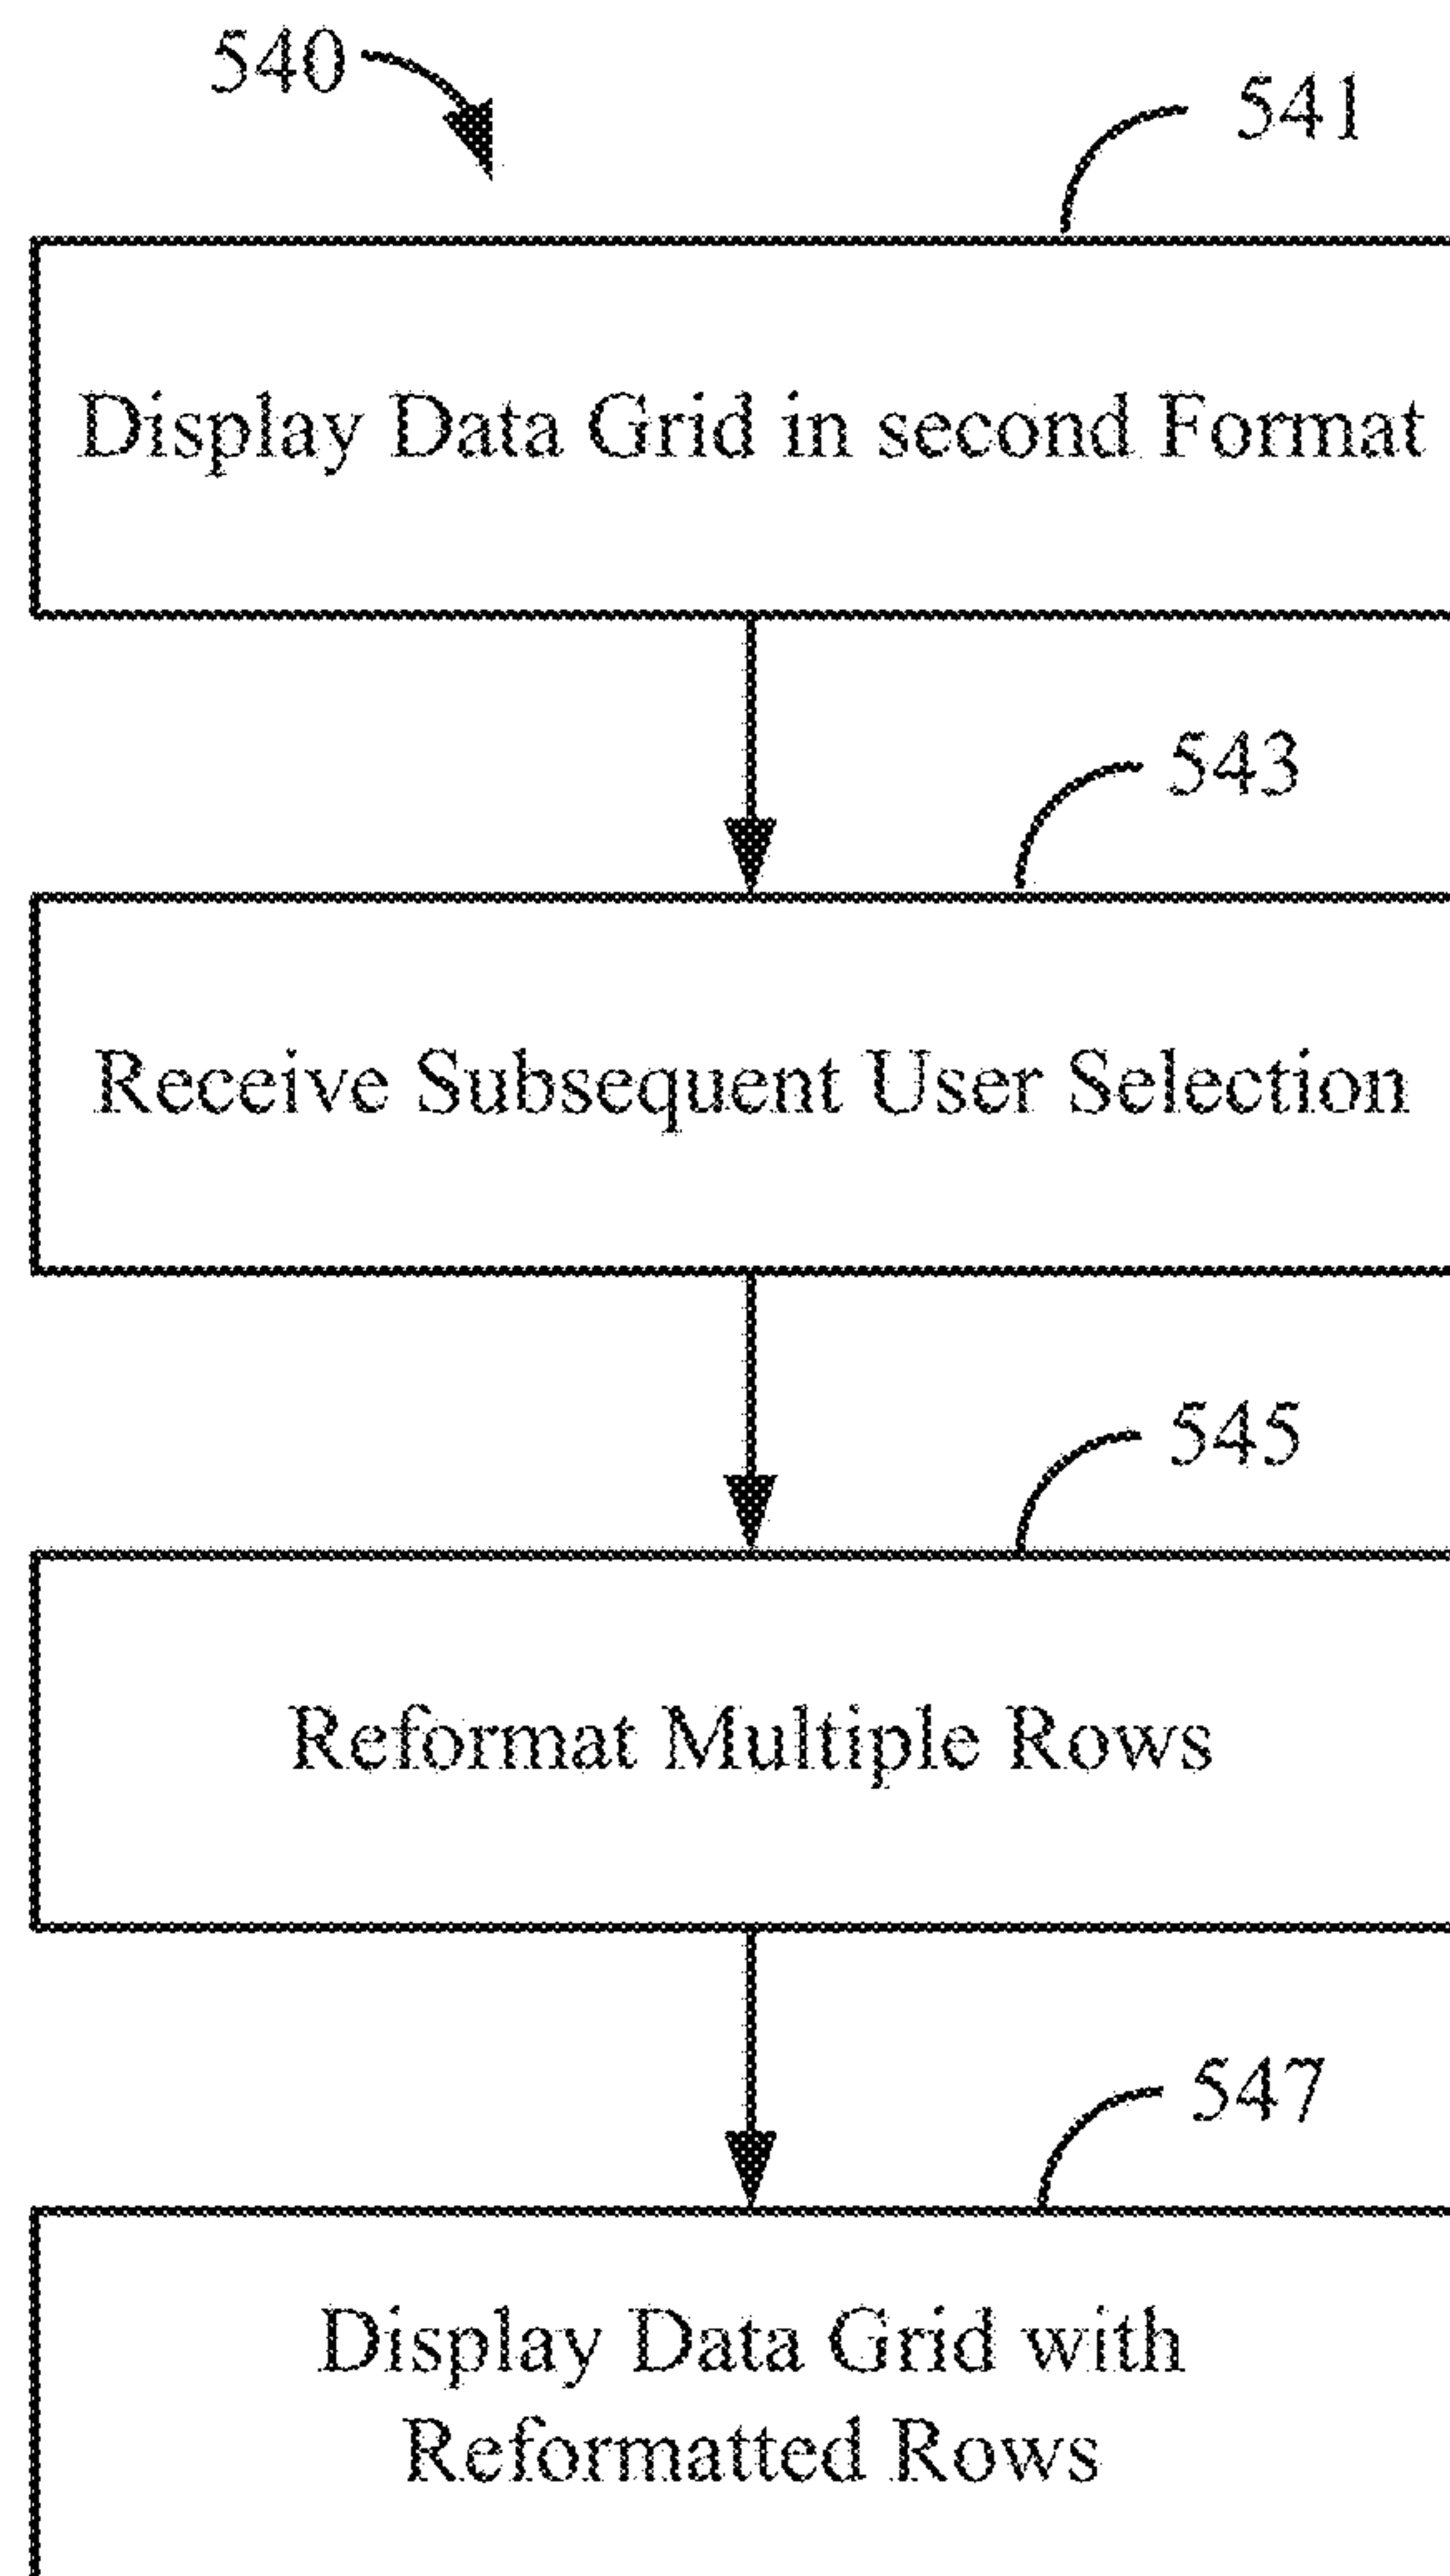 540
541
Display Data Grid in second Format
543
Receive Subsequent User Selection
545
Reformat Multiple Rows
547
Display Data Grid with
Reformatted Rows